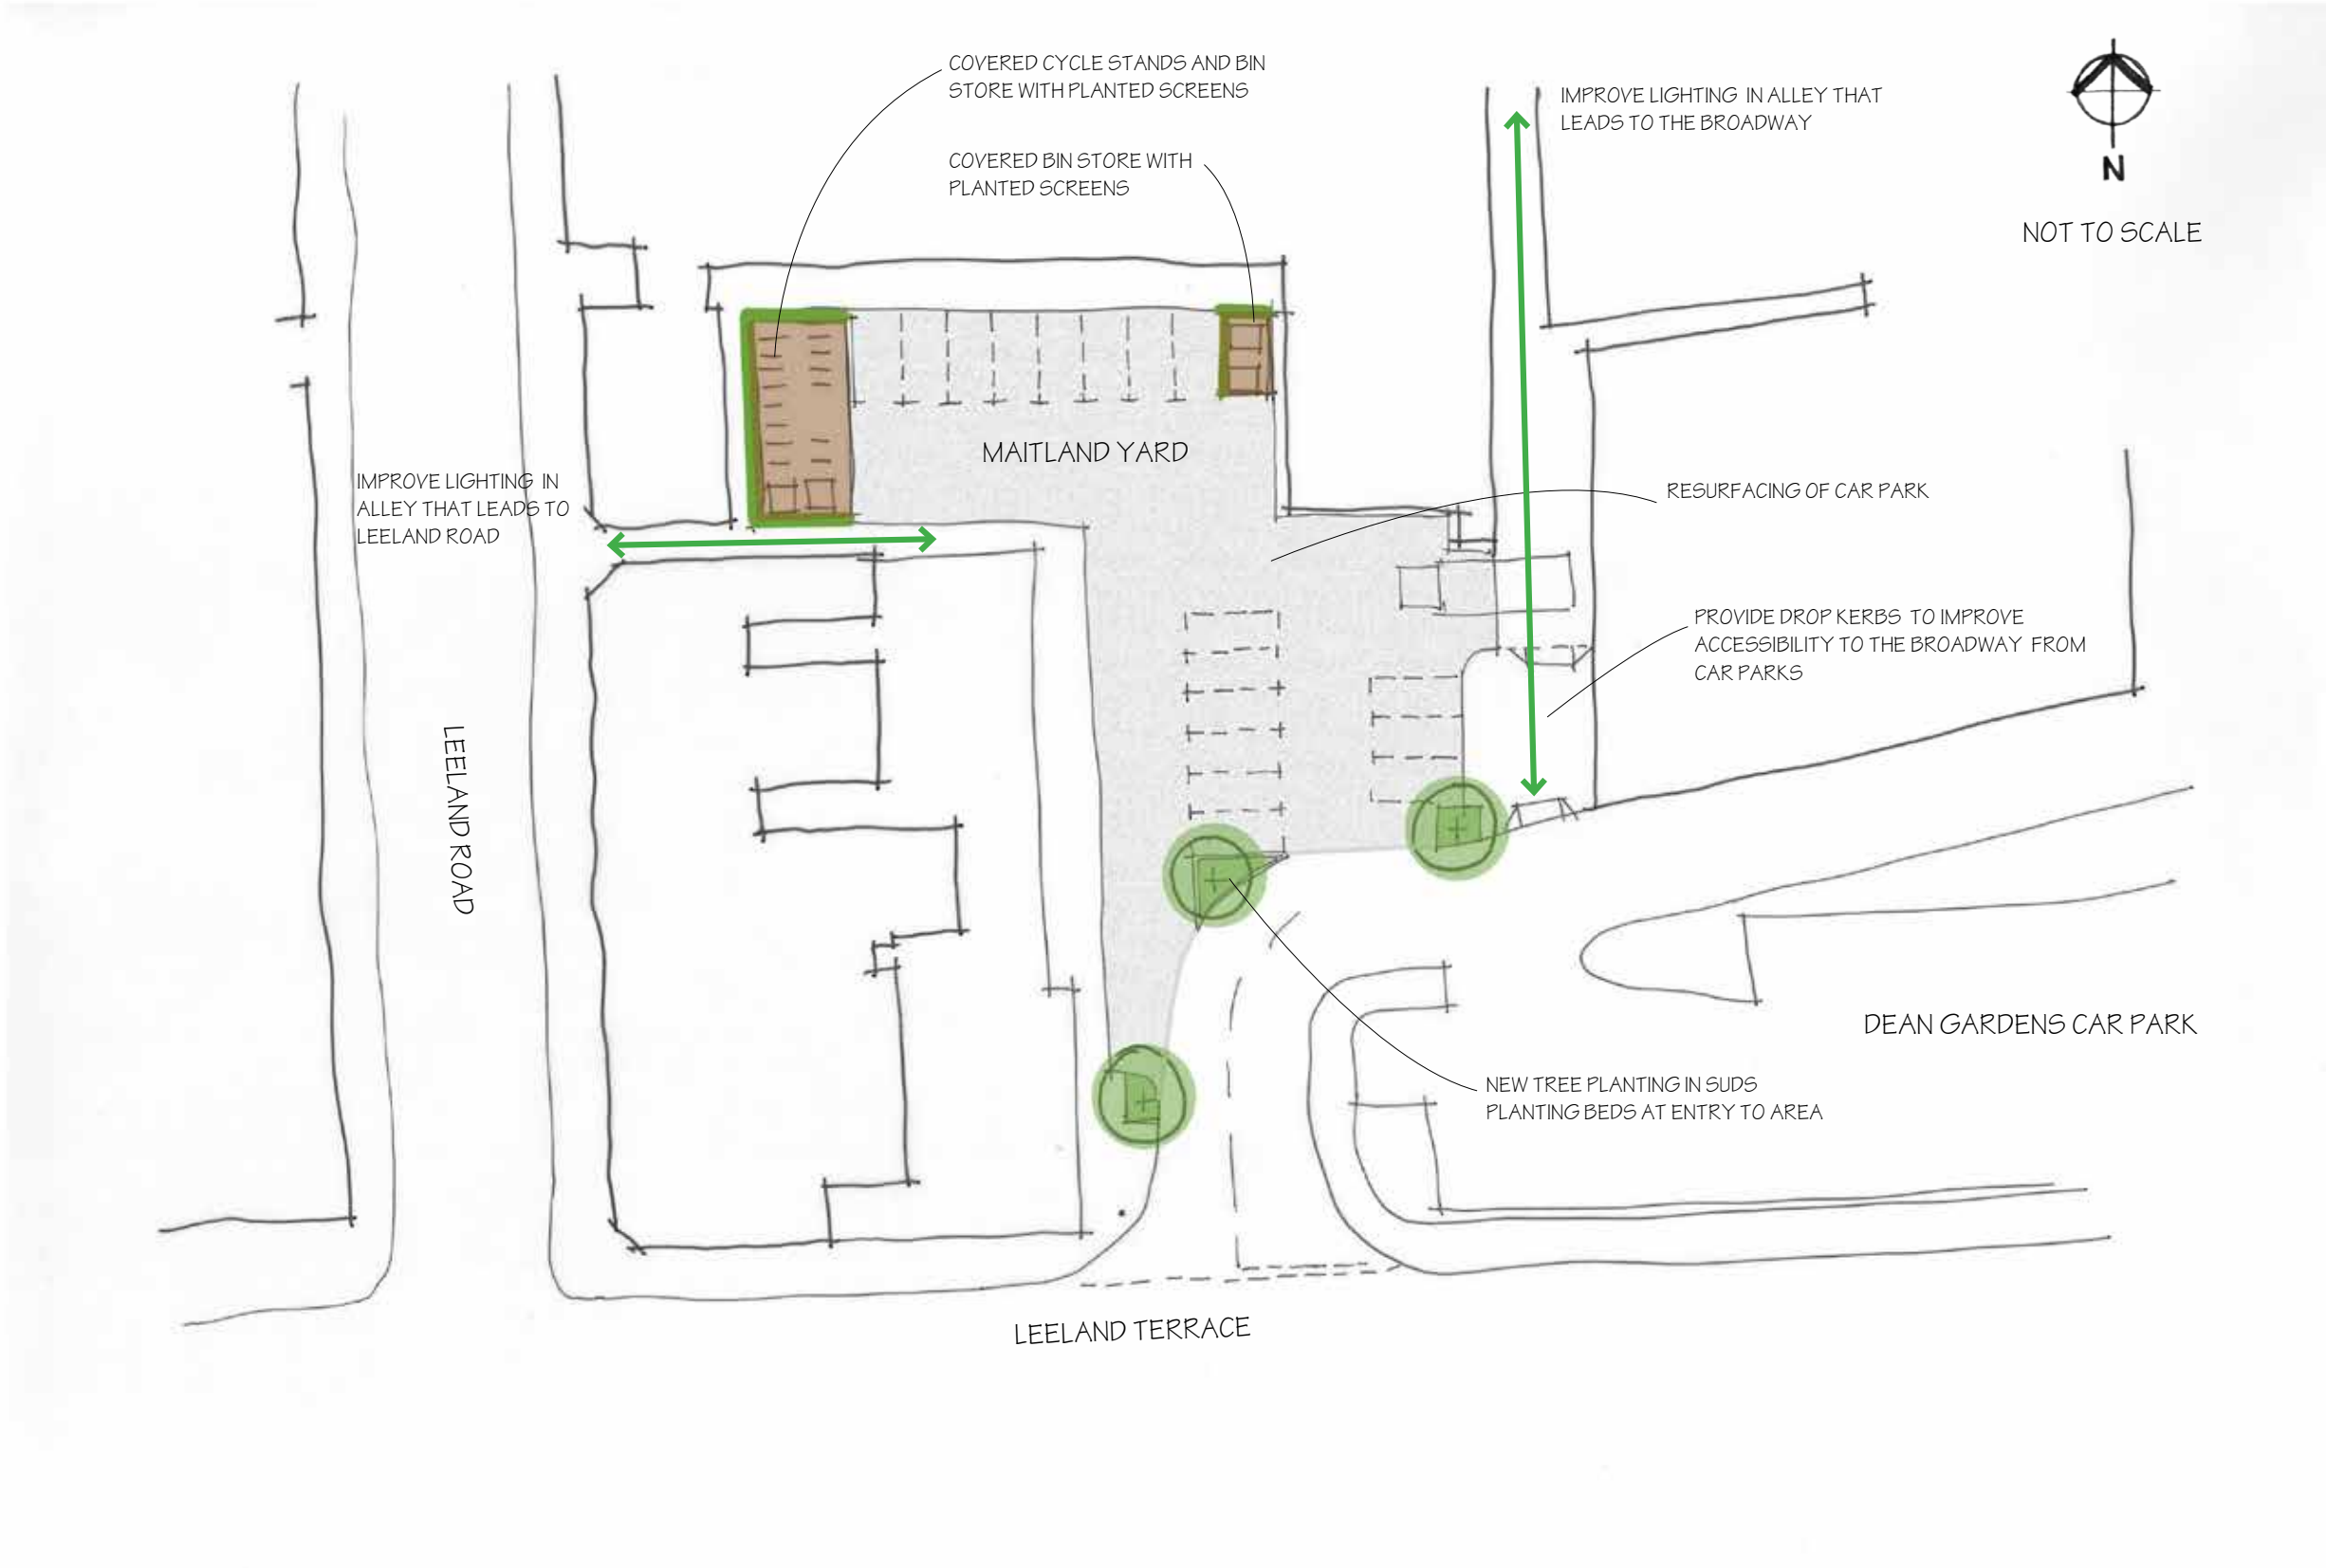 COVERED CYCLE STANDS AND BIN
STORE WITH PLANTED SCREENS
IMPROVE LIGHTING IN ALLEY THAT
LEADS TO THE BROADWAY
COVERED BIN STORE WITH
PLANTED SCREENS
N
NOT TO SCALE
MAITLAND YARD
IMPROVE LIGHTING IN
ALLEY THAT LEADS TO
LEELAND ROAD
RESURFACING OF CAR PARK
PROVIDE DROP KERBS TO IMPROVE
ACCESSIBILITY TO THE BROADWAY FROM
CAR PARKS
LEELAND ROAD
DEAN GARDENS CAR PARK
NEW TREE PLANTING IN SUDS
PLANTING BEDS AT ENTRY TO AREA
LEELAND TERRACE